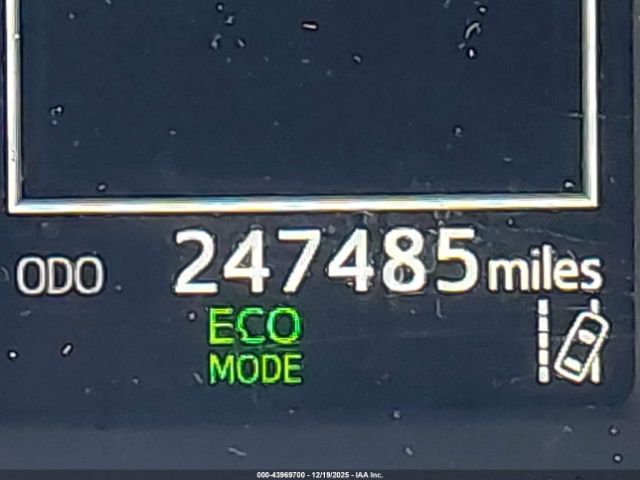 ODO 247485 miles
ECO
MODE
000-43969700 - 12/19/2025 - IAA Inc.